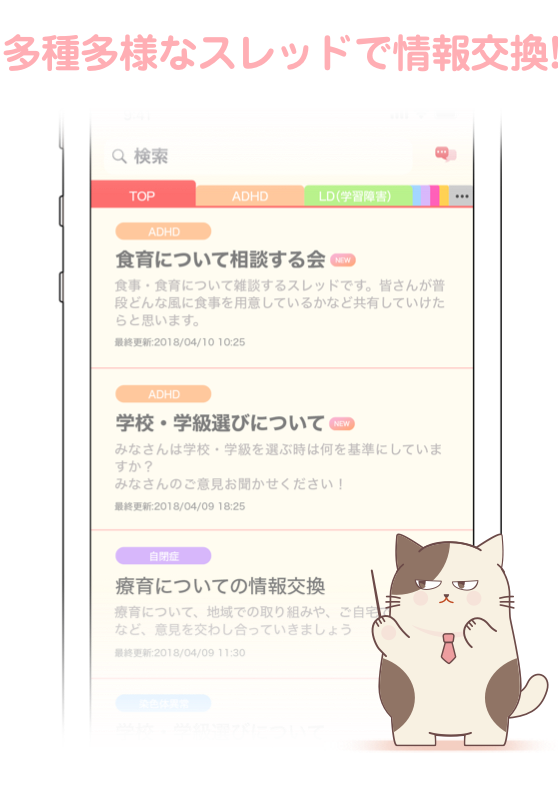 多種多様なスレッドで情報交換!
検索
TOP
ADHD
LD(学習障害)
ADHD
食育について相談する会 NEW
食事・食育について雑談するスレッドです。皆さんが普
段どんな風に食事を用意しているかなど共有していけた
らと思います。
最終更新:2018/04/10 10:25
ADHD
学校・学級選びについて NEW
みなさんは学校・学級を選ぶ時は何を基準にしていま
すか？
みなさんのご意見お聞かせください！
最終更新:2018/04/09 18:25
自閉症
療育についての情報交換
療育について、地域での取り組みや、ご自宅
など、意見を交わし合っていきましょう
最終更新:2018/04/09 11:30
学校・学級選びについて